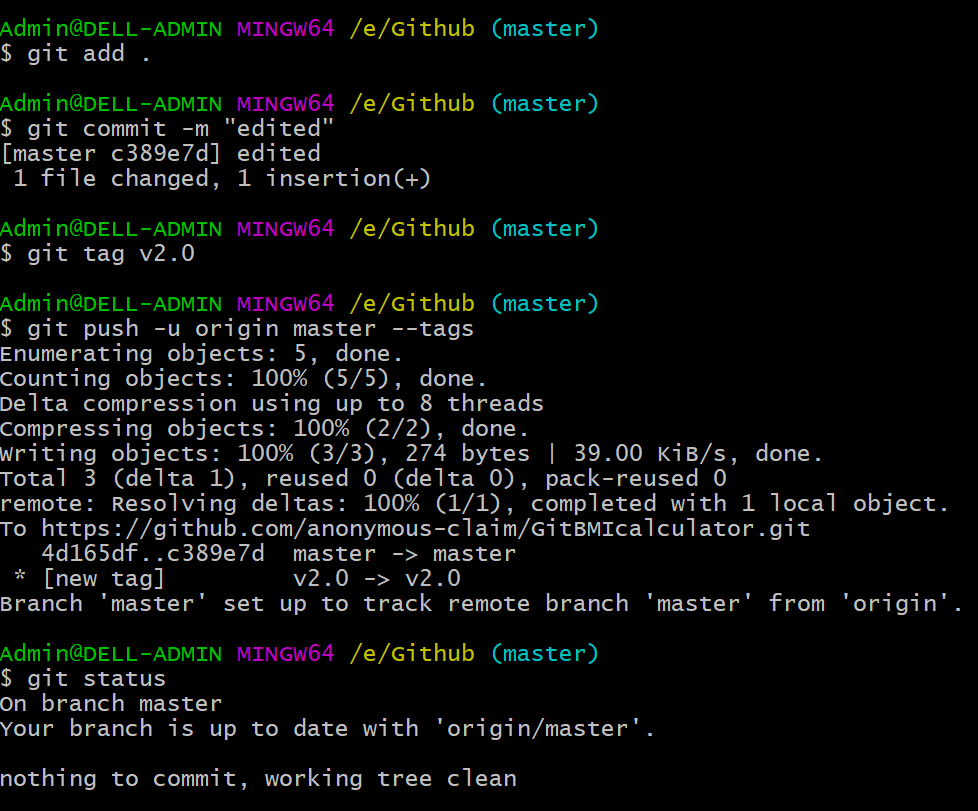 Admin@DELL-ADMIN MINGW64 /e/Github (master)
$ git add .
Admin@DELL-ADMIN MINGW64 /e/Github (master)
$ git commit -m "edited"
[master c389e7d] edited
 1 file changed, 1 insertion(+)
Admin@DELL-ADMIN MINGW64 /e/Github (master)
$ git tag v2.0
Admin@DELL-ADMIN MINGW64 /e/Github (master)
$ git push -u origin master --tags
Enumerating objects: 5, done.
Counting objects: 100% (5/5), done.
Delta compression using up to 8 threads
Compressing objects: 100% (2/2), done.
Writing objects: 100% (3/3), 274 bytes | 39.00 KiB/s, done.
Total 3 (delta 1), reused 0 (delta 0), pack-reused 0
remote: Resolving deltas: 100% (1/1), completed with 1 local object.
To https://github.com/anonymous-claim/GitBMIcalculator.git
   4d165df..c389e7d  master -> master
 * [new tag]         v2.0 -> v2.0
Branch 'master' set up to track remote branch 'master' from 'origin'.
Admin@DELL-ADMIN MINGW64 /e/Github (master)
$ git status
On branch master
Your branch is up to date with 'origin/master'.
nothing to commit, working tree clean